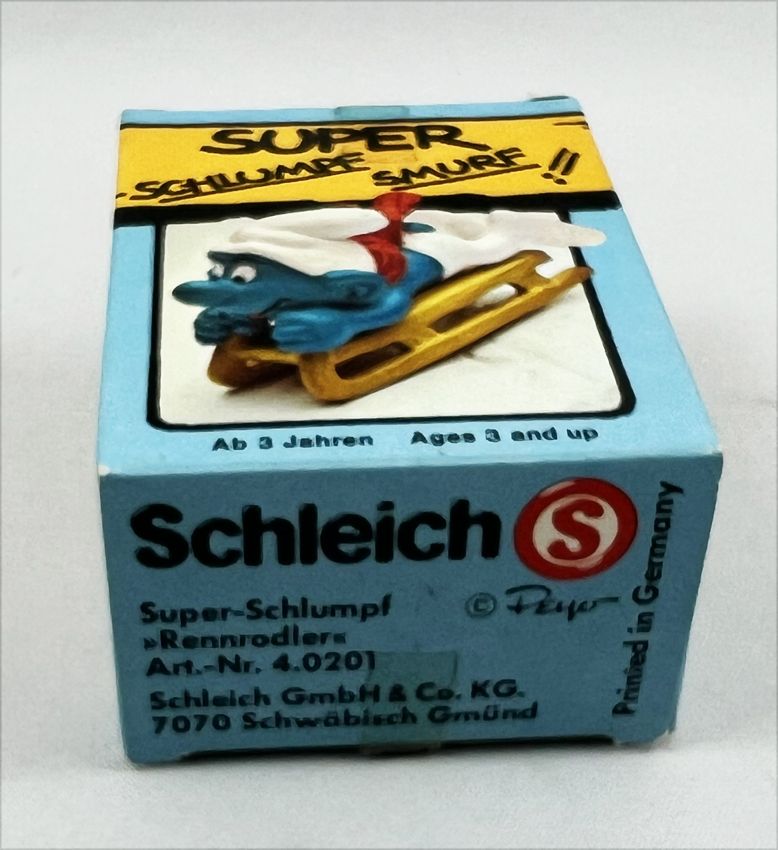 SUPER
SCHLUMPF SMURF!!
Ab 3 Jahren Ages 3 and up
Schleich S
Super-Schlumpf
»Rennrodler«
Art.-Nr. 4.0201
© Peyo
Schleich GmbH & Co. KG.
7070 Schwäbisch Gmünd
Printed in Germany